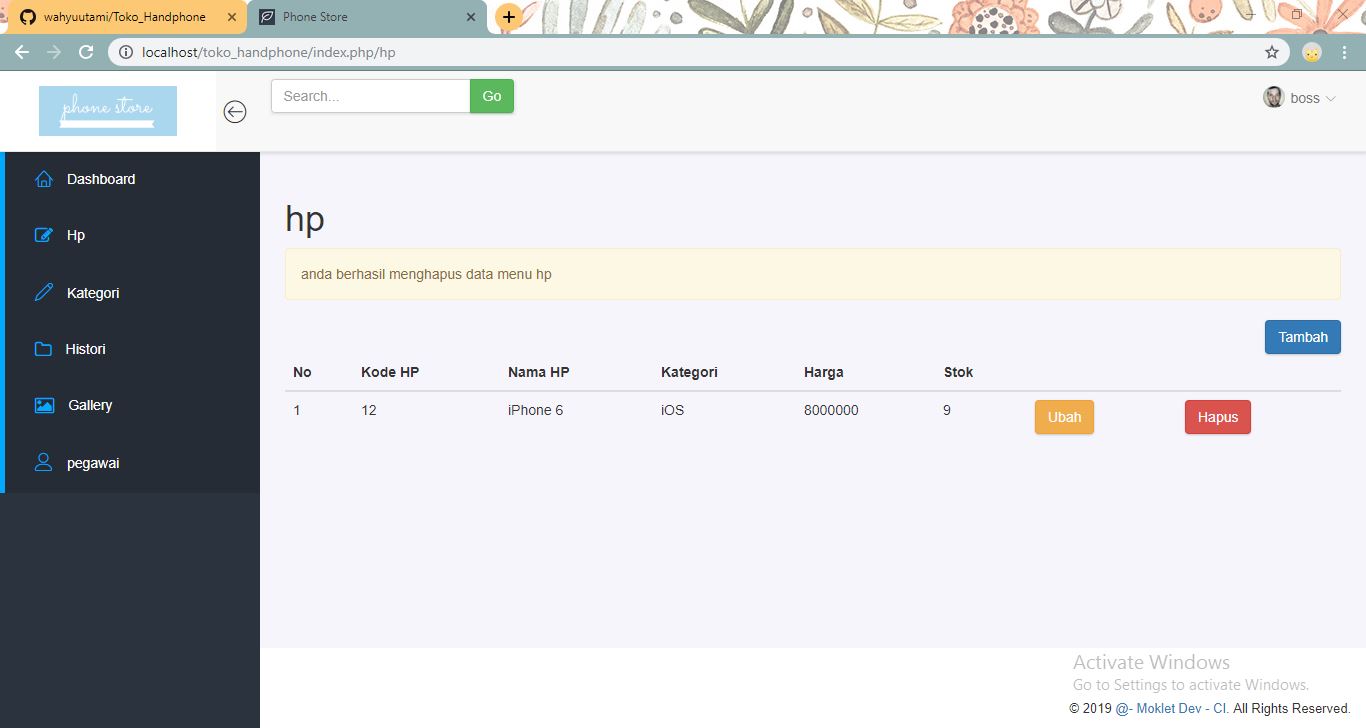 wahyuutami/Toko_Handphone
Phone Store
localhost/toko_handphone/index.php/hp
phone store
Search...
Go
boss
Dashboard
Hp
Kategori
Histori
Gallery
pegawai
hp
anda berhasil menghapus data menu hp
Tambah
No Kode HP Nama HP Kategori Harga Stok
1 12 iPhone 6 iOS 8000000 9 Ubah Hapus
Activate Windows
Go to Settings to activate Windows.
© 2019 @- Moklet Dev - CI. All Rights Reserved.